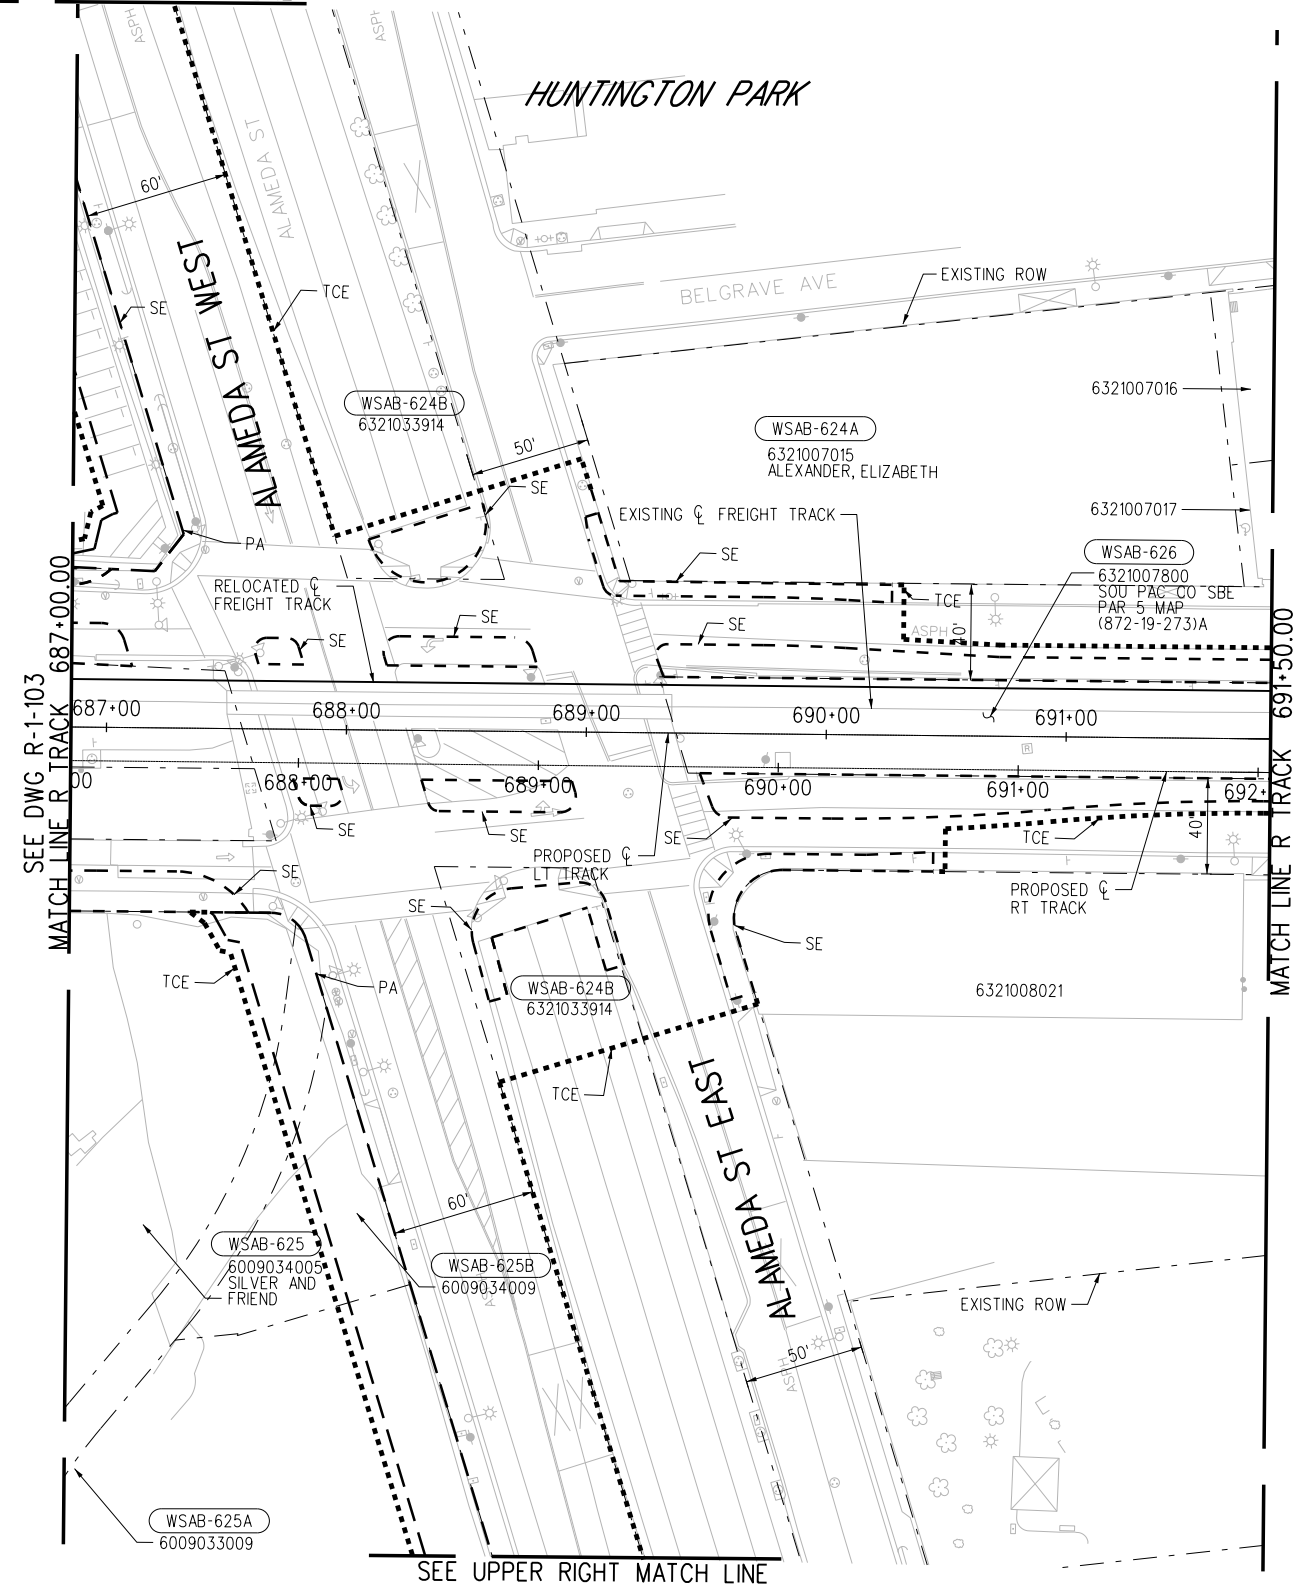 HUNTINGTON PARK
ASPH
ASPH
60'
ALAMEDA ST
ALAMEDA ST WEST
SE
TCE
BELGRAVE AVE
EXISTING ROW
WSAB-624B
6321033914
50'
SE
WSAB-624A
6321007015
ALEXANDER, ELIZABETH
6321007016
6321007017
EXISTING ℄ FREIGHT TRACK
PA
SE
WSAB-626
6321007800
SOU PAC CO SBE
PAR 5 MAP
(872-19-273)A
RELOCATED ℄
FREIGHT TRACK
TCE
40'
ASPH
SE
SE
SE
SEE DWG R-1-103
MATCH LINE R TRACK 687+00.00
MATCH LINE R TRACK 691+50.00
687+00
688+00
689+00
690+00
691+00
00
688+00
689+00
690+00
691+00
692+
SE
SE
SE
TCE
40'
PROPOSED ℄
LT TRACK
PROPOSED ℄
RT TRACK
SE
SE
SE
TCE
PA
WSAB-624B
6321033914
6321008021
TCE
ALAMEDA ST EAST
60'
WSAB-625
6009034005
SILVER AND
FRIEND
WSAB-625B
6009034009
ASPH
EXISTING ROW
50'
ASPH
WSAB-625A
6009033009
SEE UPPER RIGHT MATCH LINE